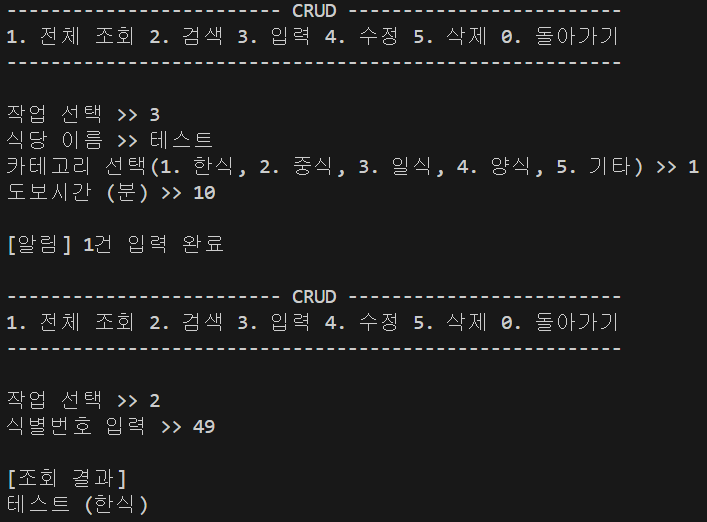 ------------------------- CRUD -------------------------
1. 전체 조회 2. 검색 3. 입력 4. 수정 5. 삭제 0. 돌아가기
--------------------------------------------------------
작업 선택 >> 3
식당 이름 >> 테스트
카테고리 선택(1. 한식, 2. 중식, 3. 일식, 4. 양식, 5. 기타) >> 1
도보시간 (분) >> 10
[알림] 1건 입력 완료
------------------------- CRUD -------------------------
1. 전체 조회 2. 검색 3. 입력 4. 수정 5. 삭제 0. 돌아가기
--------------------------------------------------------
작업 선택 >> 2
식별번호 입력 >> 49
[조회 결과]
테스트 (한식)